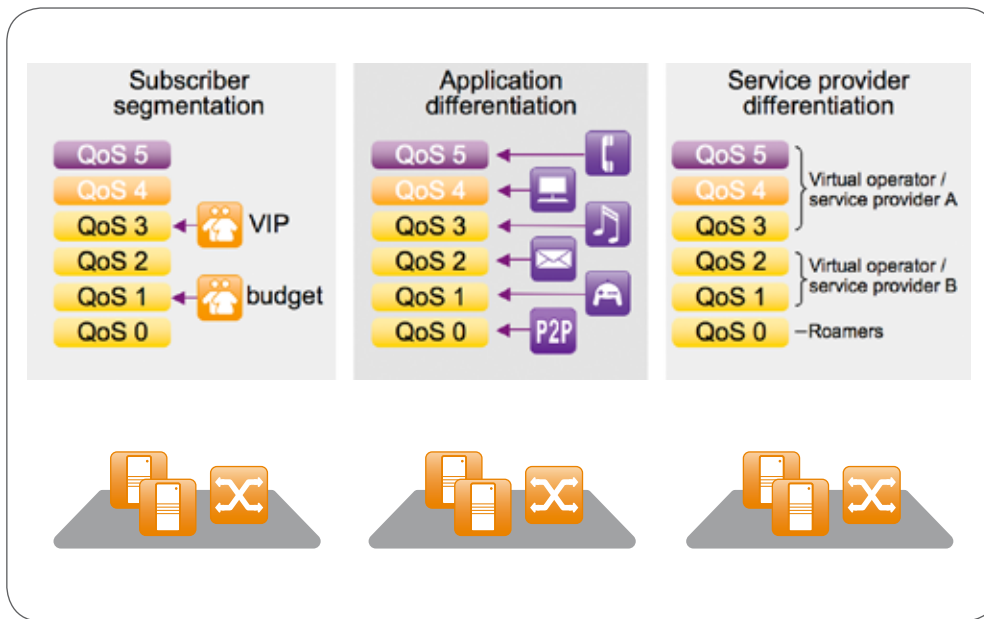 Subscriber
segmentation
QoS 5
QoS 4
QoS 3
VIP
QoS 2
QoS 1
budget
QoS 0
Application
differentiation
QoS 5
QoS 4
QoS 3
QoS 2
QoS 1
QoS 0
P2P
Service provider
differentiation
QoS 5
QoS 4
QoS 3
Virtual operator /
service provider A
QoS 2
QoS 1
Virtual operator /
service provider B
QoS 0
–Roamers